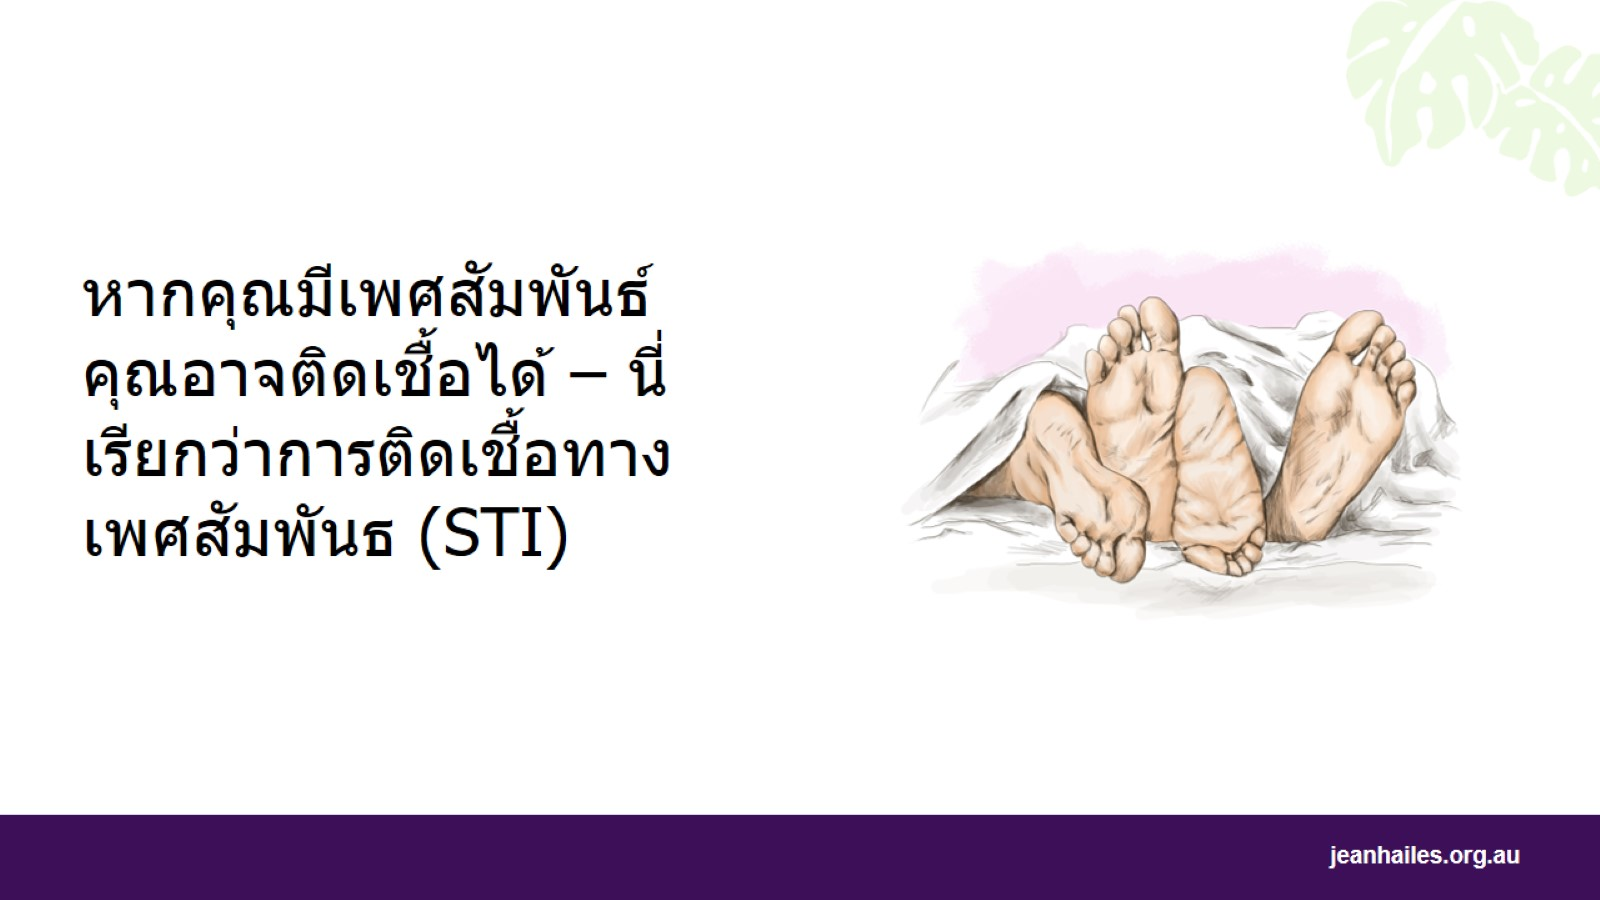 หากคุณมีเพศสัมพันธ์
คุณอาจติดเชื้อได้ – นี่
เรียกว่าการติดเชื้อทาง
เพศสัมพันธ (STI)
jeanhailes.org.au